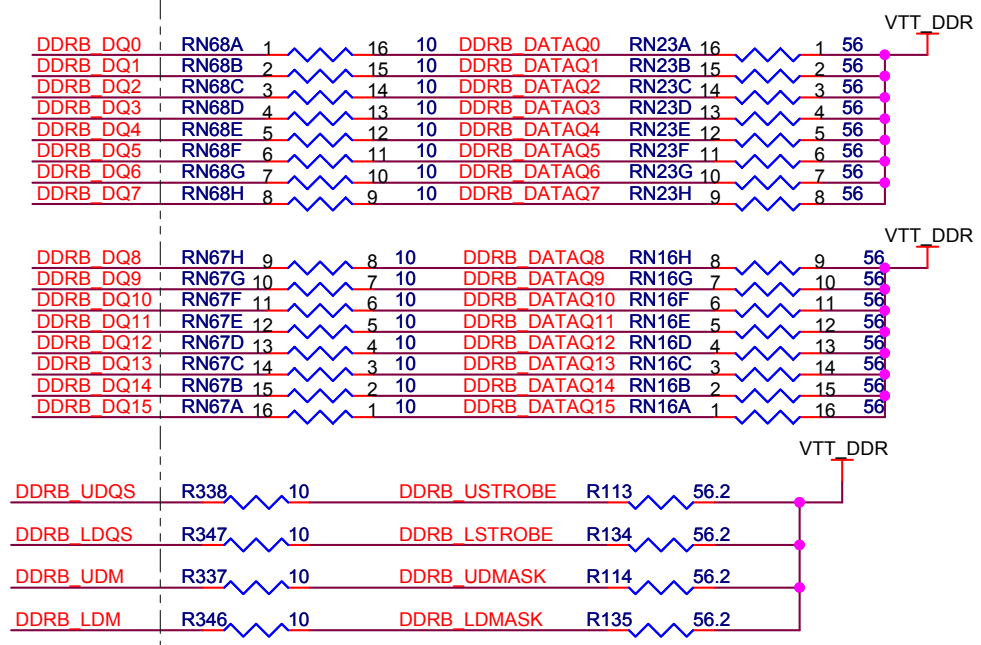 VTT_DDR
DDRB_DQ0 RN68A 1 16 10 DDRB_DATAQ0 RN23A 16 1 56
DDRB_DQ1 RN68B 2 15 10 DDRB_DATAQ1 RN23B 15 2 56
DDRB_DQ2 RN68C 3 14 10 DDRB_DATAQ2 RN23C 14 3 56
DDRB_DQ3 RN68D 4 13 10 DDRB_DATAQ3 RN23D 13 4 56
DDRB_DQ4 RN68E 5 12 10 DDRB_DATAQ4 RN23E 12 5 56
DDRB_DQ5 RN68F 6 11 10 DDRB_DATAQ5 RN23F 11 6 56
DDRB_DQ6 RN68G 7 10 10 DDRB_DATAQ6 RN23G 10 7 56
DDRB_DQ7 RN68H 8 9 10 DDRB_DATAQ7 RN23H 9 8 56
VTT_DDR
DDRB_DQ8 RN67H 9 8 10 DDRB_DATAQ8 RN16H 8 9 56
DDRB_DQ9 RN67G 10 7 10 DDRB_DATAQ9 RN16G 7 10 56
DDRB_DQ10 RN67F 11 6 10 DDRB_DATAQ10 RN16F 6 11 56
DDRB_DQ11 RN67E 12 5 10 DDRB_DATAQ11 RN16E 5 12 56
DDRB_DQ12 RN67D 13 4 10 DDRB_DATAQ12 RN16D 4 13 56
DDRB_DQ13 RN67C 14 3 10 DDRB_DATAQ13 RN16C 3 14 56
DDRB_DQ14 RN67B 15 2 10 DDRB_DATAQ14 RN16B 2 15 56
DDRB_DQ15 RN67A 16 1 10 DDRB_DATAQ15 RN16A 1 16 56
VTT_DDR
DDRB_UDQS R338 10 DDRB_USTROBE R113 56.2
DDRB_LDQS R347 10 DDRB_LSTROBE R134 56.2
DDRB_UDM R337 10 DDRB_UDMASK R114 56.2
DDRB_LDM R346 10 DDRB_LDMASK R135 56.2